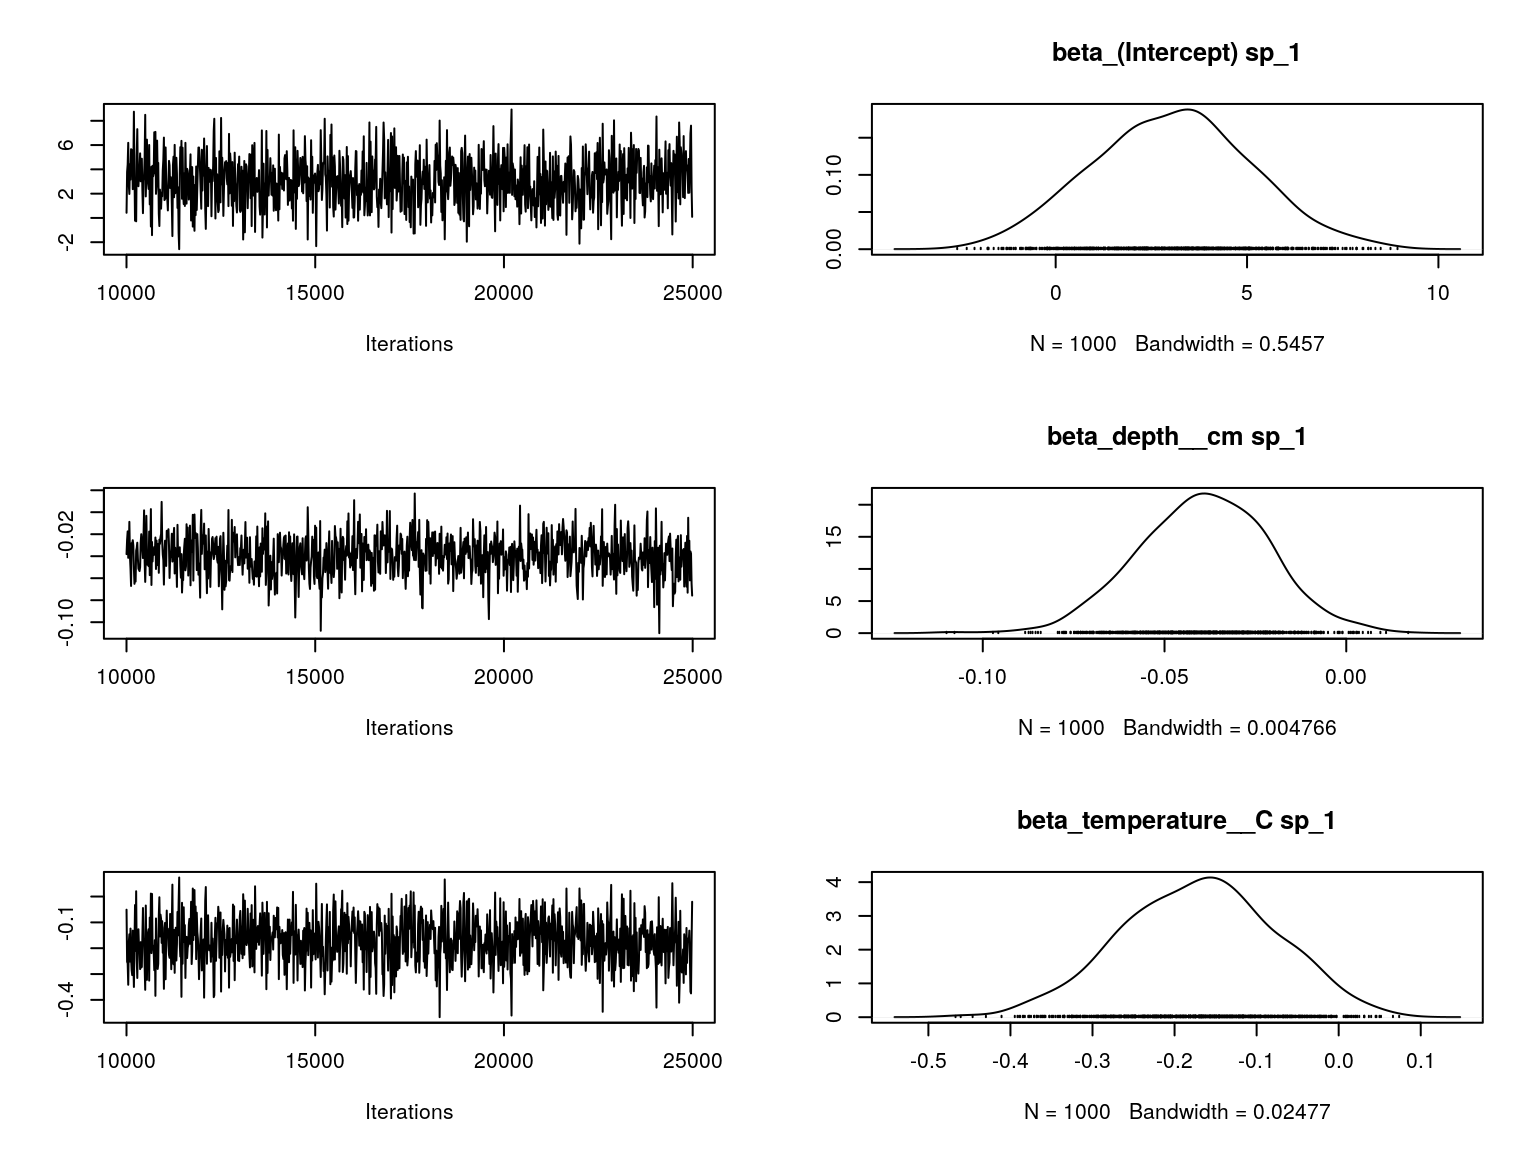 beta_(Intercept) sp_1
6
2
-2
10000 15000 20000 25000
Iterations
0.10
0.00
0 5 10
N = 1000 Bandwidth = 0.5457
beta_depth__cm sp_1
-0.02
-0.10
10000 15000 20000 25000
Iterations
15
5
0
-0.10 -0.05 0.00
N = 1000 Bandwidth = 0.004766
beta_temperature__C sp_1
-0.1
-0.4
10000 15000 20000 25000
Iterations
4
3
2
1
0
-0.5 -0.4 -0.3 -0.2 -0.1 0.0 0.1
N = 1000 Bandwidth = 0.02477